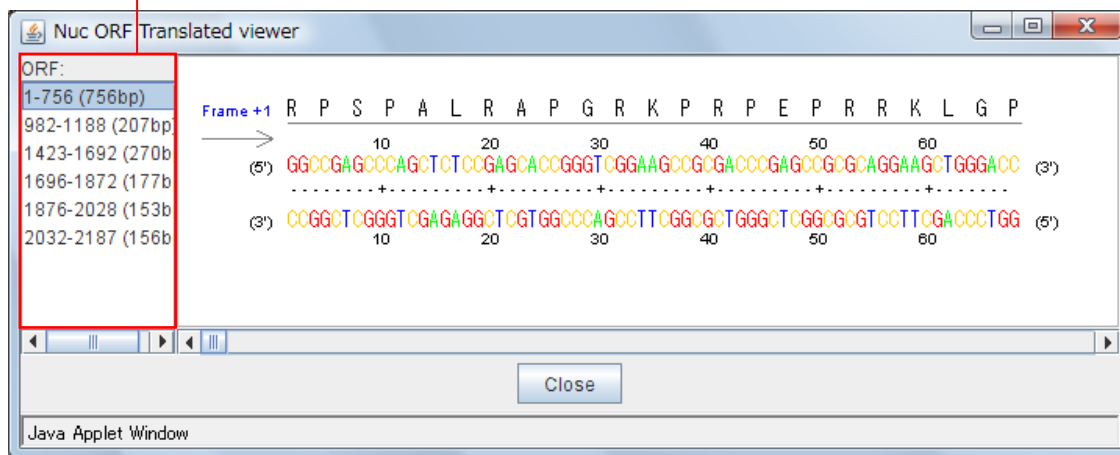 Nuc ORF Translated viewer
ORF:
1-756 (756bp)
982-1188 (207bp)
1423-1692 (270b
1696-1872 (177b
1876-2028 (153b
2032-2187 (156b
Frame +1 R P S P A L R A P G R K P R P E P R R K L G P
10 20 30 40 50 60
(5') GGCCGAGCCCAGCTCTCCGAGCACCGGGTCGGAAGCCGCGACCCGAGCCGCGCAGGAAGCTGGGACC (3')
--------+---------+---------+---------+---------+---------+-------
(3') CCGGCTCGGGTCGAGAGGCTCGTGGCCCAGCCTTCGGCGCTGGGCTCGGCGCGTCCTTCGACCCTGG (5')
10 20 30 40 50 60
Close
Java Applet Window